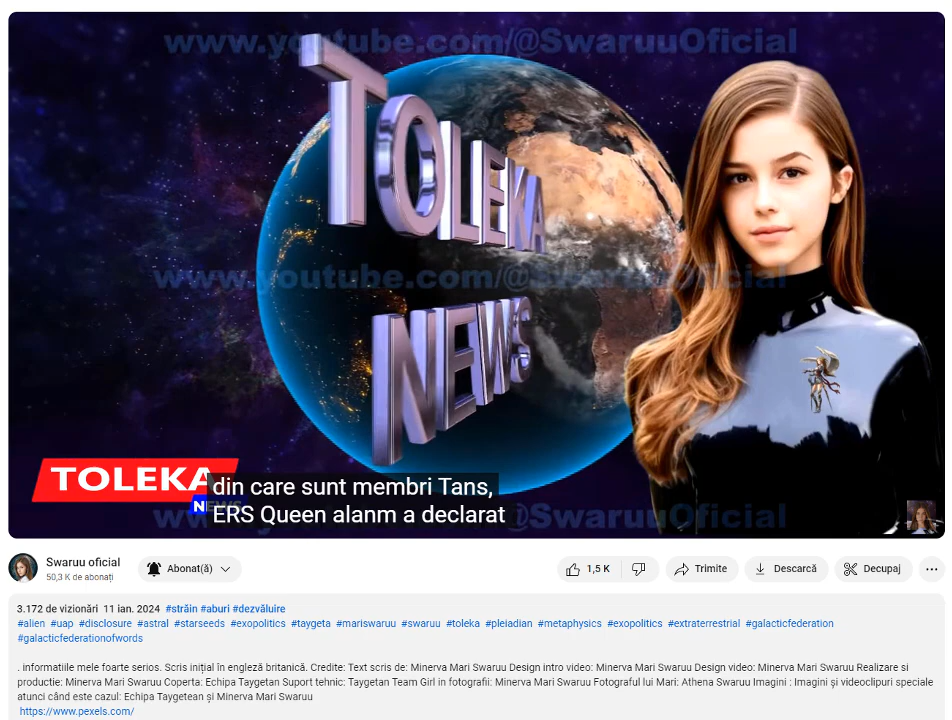 www.youtube.com/@SwaruuOficial
TOLEKA
NEWS
www.youtube.com/@SwaruuOficial
TOLEKA
NEWS
din care sunt membri Tans,
ERS Queen alanm a declarat
www.youtube.com/@SwaruuOficial
Swaruu oficial
50,3 K de abonați
Abonat(ă)
1,5 K
Trimite
Descarcă
Decupaj
3.172 de vizionări 11 ian. 2024 #străin #aburi #dezvăluire
#alien #uap #disclosure #astral #starseeds #exopolitics #taygeta #mariswaruu #swaruu #toleka #pleiadian #metaphysics #exopolitics #extraterrestrial #galacticfederation
#galacticfederationofwords
. informatiile mele foarte serios. Scris inițial în engleză britanică. Credite: Text scris de: Minerva Mari Swaruu Design intro video: Minerva Mari Swaruu Design video: Minerva Mari Swaruu Realizare si
productie: Minerva Mari Swaruu Coperta: Echipa Taygetan Suport tehnic: Taygetan Team Girl in fotografii: Minerva Mari Swaruu Fotograful lui Mari: Athena Swaruu Imagini : Imagini și videoclipuri speciale
atunci când este cazul: Echipa Taygetean și Minerva Mari Swaruu
https://www.pexels.com/